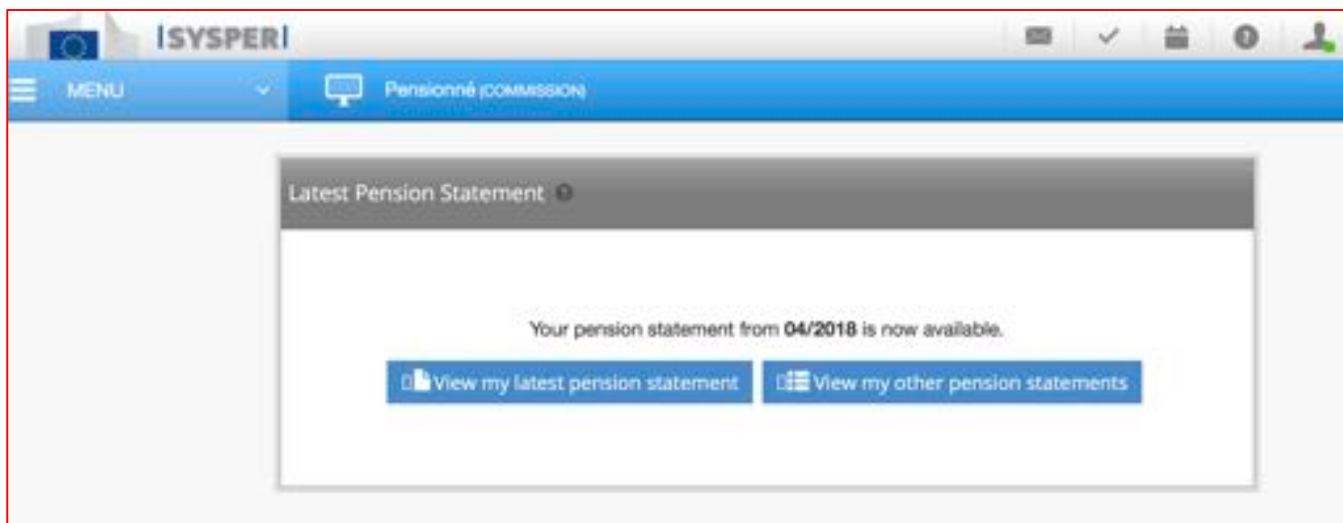 SYSPER
MENU
Pensionné (COMMISSION)
Latest Pension Statement
Your pension statement from 04/2018 is now available.
View my latest pension statement
View my other pension statements